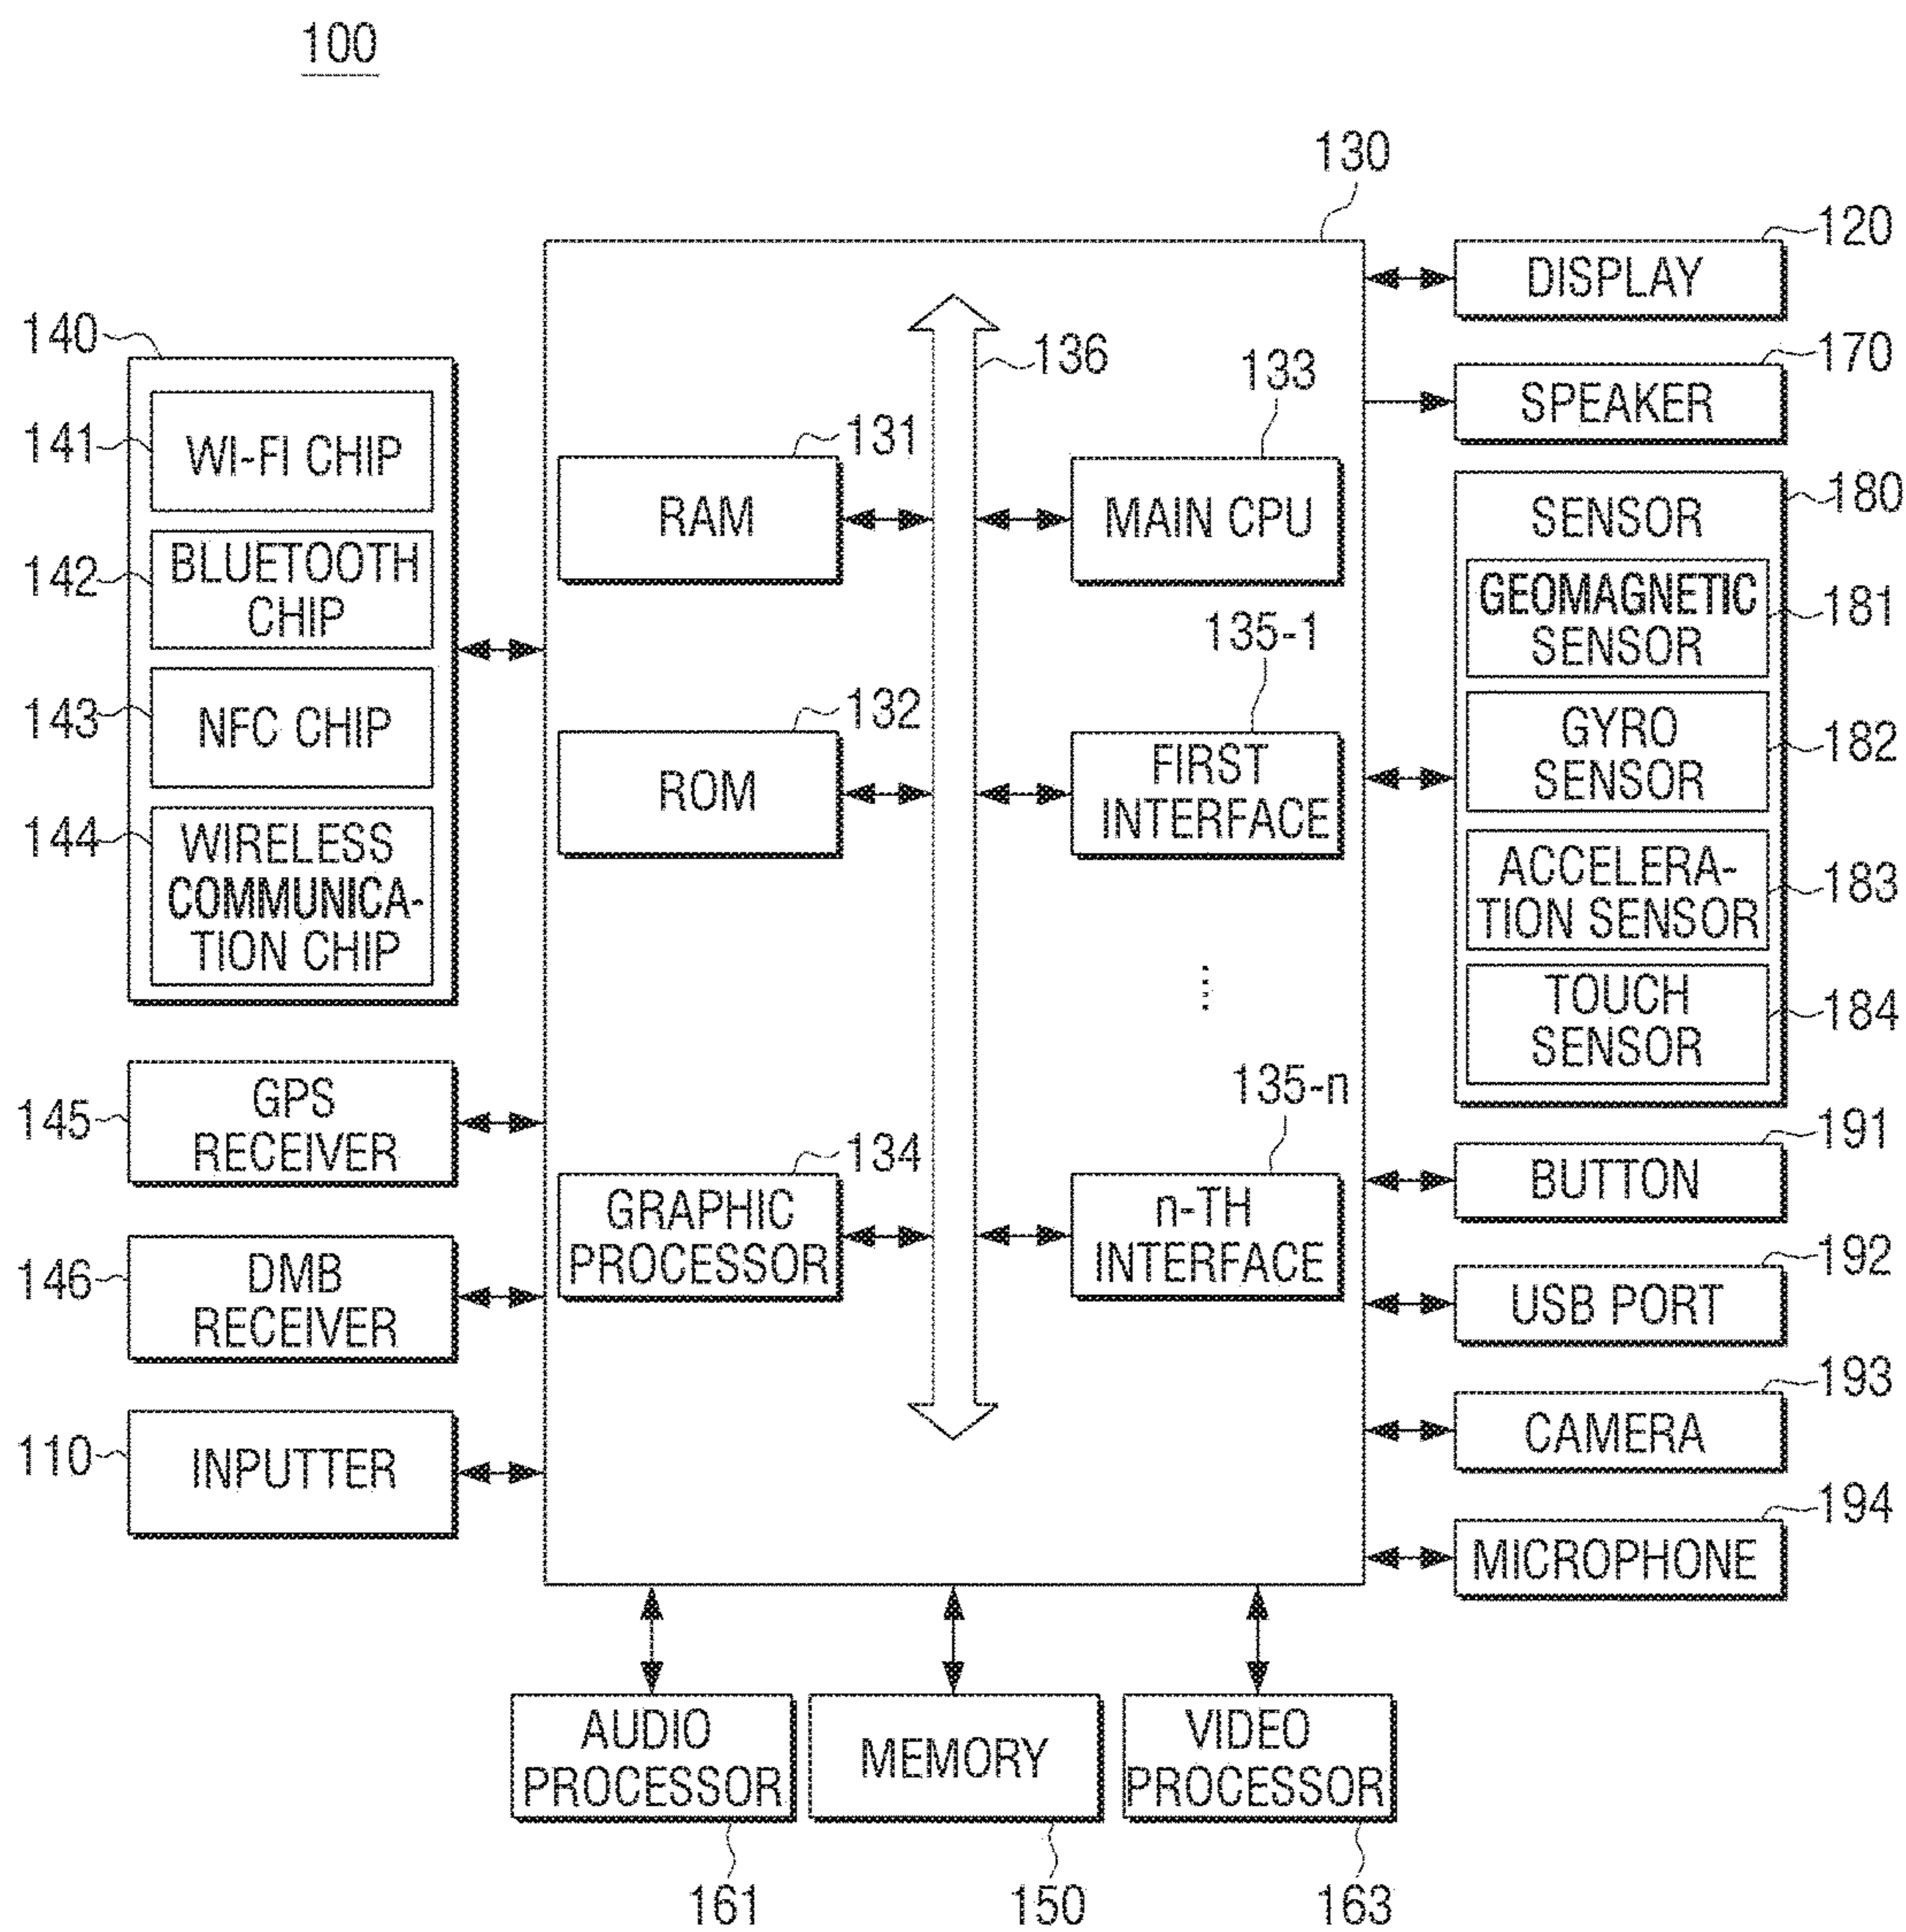 100
130
140
141
WI-FI CHIP
142
BLUETOOTH
CHIP
143
NFC CHIP
144
WIRELESS
COMMUNICA-
TION CHIP
145
GPS
RECEIVER
146
DMB
RECEIVER
110
INPUTTER
136
131
RAM
132
ROM
134
GRAPHIC
PROCESSOR
133
MAIN CPU
135-1
FIRST
INTERFACE
...
135-n
n-TH
INTERFACE
120
DISPLAY
170
SPEAKER
180
SENSOR
GEOMAGNETIC
SENSOR
181
GYRO
SENSOR
182
ACCELERA-
TION SENSOR
183
TOUCH
SENSOR
184
191
BUTTON
192
USB PORT
193
CAMERA
194
MICROPHONE
AUDIO
PROCESSOR
161
MEMORY
150
VIDEO
PROCESSOR
163